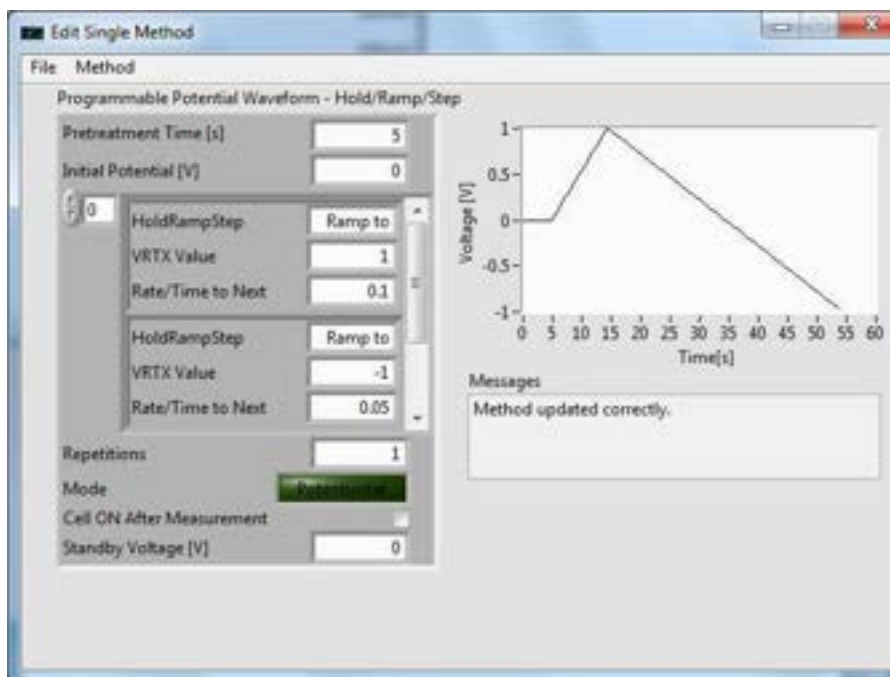 Edit Single Method
File Method
Programmable Potential Waveform - Hold/Ramp/Step
Pretreatment Time [s] 5
Initial Potential [V] 0
0
HoldRampStep Ramp to
VRTX Value 1
Rate/Time to Next 0.1
HoldRampStep Ramp to
VRTX Value -1
Rate/Time to Next 0.05
Repetitions 1
Mode
Cell ON After Measurement
Standby Voltage [V] 0
Voltage [V]
1
0.5
0
-0.5
-1
0 5 10 15 20 25 30 35 40 45 50 55 60
Time[s]
Messages
Method updated correctly.